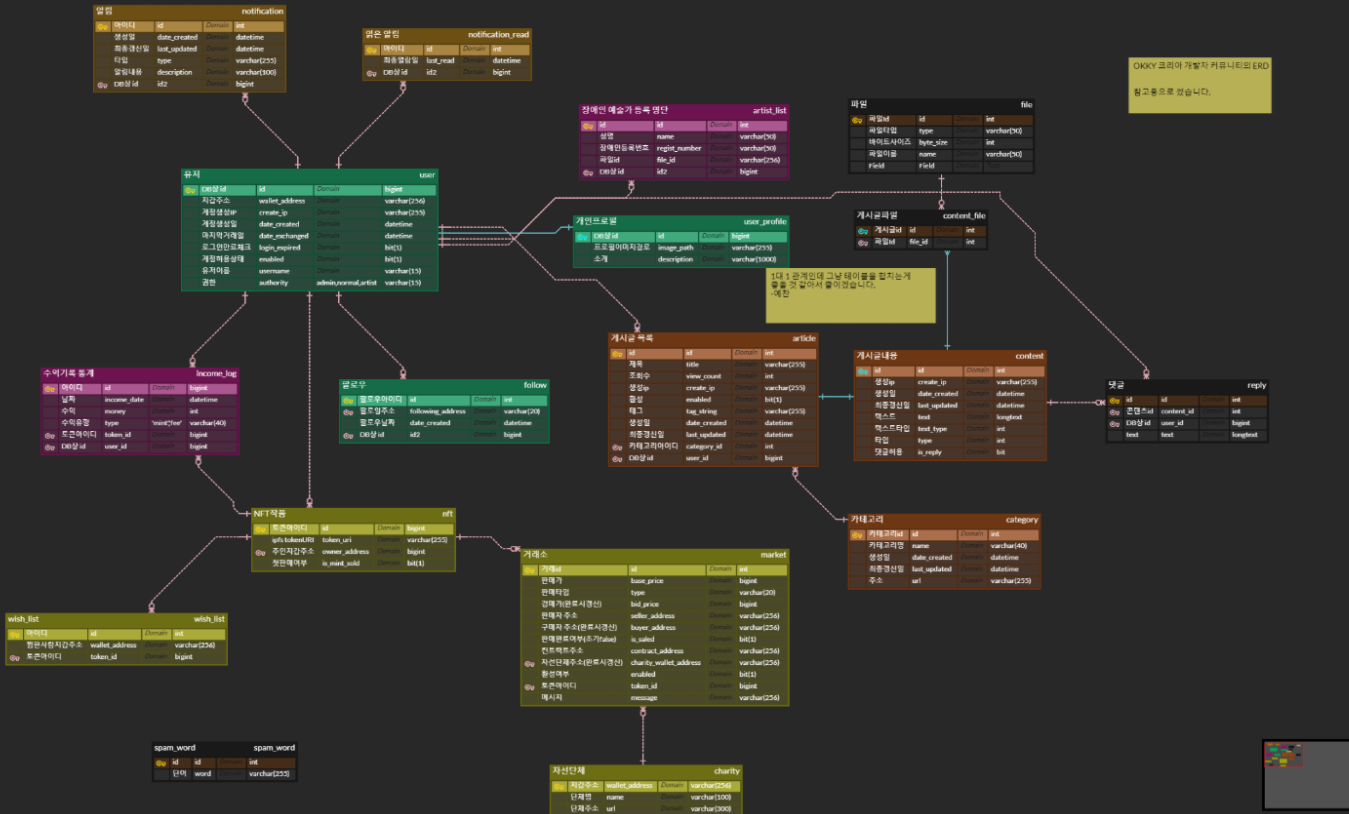 알림 notification
아이디 id Domain int
생성일 date_created Domain datetime
최종갱신일 last_updated Domain datetime
타입 type Domain varchar(255)
알림내용 description Domain varchar(300)
DB상 id id2 Domain bigint
읽은 알림 notification_read
아이디 id Domain int
최종열람일 last_read Domain datetime
DB상 id id2 Domain bigint
OKKY 코리아 개발자 커뮤니티의 ERD
참고용으로 썼습니다.
장애인 예술가 등록 명단 artist_list
id id Domain int
성명 name Domain varchar(50)
장애인등록번호 regist_number Domain varchar(50)
파일id file_id Domain varchar(256)
DB상 id id2 Domain bigint
파일 file
파일id id Domain int
파일타입 type Domain varchar(50)
바이트사이즈 byte_size Domain int
파일이름 name Domain varchar(50)
Field Field
유저 user
DB상 id id Domain bigint
지갑주소 wallet_address Domain varchar(256)
계정생성IP create_ip Domain varchar(255)
계정생성일 date_created Domain datetime
마지막거래일 date_exchanged Domain datetime
로그인만료체크 login_expired Domain bit(1)
계정허용상태 enabled Domain bit(1)
유저이름 username Domain varchar(15)
권한 authority admin,normal,artist varchar(15)
개인프로필 user_profile
DB상 id id Domain bigint
프로필이미지경로 image_path Domain varchar(255)
소개 description Domain varchar(1000)
게시글파일 content_file
게시글id id Domain int
파일id file_id Domain int
1대 1 관계인데 그냥 테이블을 합치는게
좋을 것 같아서 줄이겠습니다.
-예찬
게시글 목록 article
id id Domain int
제목 title Domain varchar(255)
조회수 view_count Domain int
생성ip create_ip Domain varchar(255)
활성 enabled Domain bit(1)
태그 tag_string Domain varchar(255)
생성일 date_created Domain datetime
최종갱신일 last_updated Domain datetime
카테고리아이디 category_id Domain int
DB상 id user_id Domain bigint
게시글내용 content
id id Domain int
생성ip create_ip Domain varchar(255)
생성일 date_created Domain datetime
최종갱신일 last_updated Domain datetime
텍스트 text Domain longtext
텍스트타입 text_type Domain int
타입 type Domain int
댓글허용 is_reply Domain bit
댓글 reply
id id Domain int
콘텐츠id content_id Domain int
DB상 id user_id Domain bigint
text text Domain longtext
수익기록 통계 income_log
아이디 id Domain bigint
날짜 income_date Domain datetime
수익 money Domain int
수익유형 type 'mint','fee' varchar(40)
토큰아이디 token_id Domain bigint
DB상 id user_id Domain bigint
팔로우 follow
팔로우아이디 id Domain int
팔로잉주소 following_address Domain varchar(20)
팔로우날짜 date_created Domain datetime
DB상 id id2 Domain bigint
NFT작품 nft
토큰아이디 id Domain bigint
ipfs tokenURI token_uri Domain varchar(255)
주인지갑주소 owner_address Domain bigint
첫판매여부 is_mint_sold Domain bit(1)
카테고리 category
카테고리id id Domain int
카테고리명 name Domain varchar(40)
생성일 date_created Domain datetime
최종갱신일 last_updated Domain datetime
주소 url Domain varchar(255)
거래소 market
거래id id Domain int
판매가 base_price Domain bigint
판매타입 type Domain varchar(20)
경매가(완료시갱신) bid_price Domain bigint
판매자 주소 seller_address Domain varchar(256)
구매자 주소(완료시갱신) buyer_address Domain varchar(256)
판매완료여부(초기false) is_saled Domain bit(1)
컨트랙트주소 contract_address Domain varchar(256)
자선단체주소(완료시갱신) charity_wallet_address Domain varchar(256)
활성여부 enabled Domain bit(1)
토큰아이디 token_id Domain bigint
메시지 message Domain varchar(256)
wish_list wish_list
아이디 id Domain int
찜한사람지갑주소 wallet_address Domain varchar(256)
토큰아이디 token_id Domain bigint
spam_word spam_word
id id Domain int
단어 word Domain varchar(255)
자선단체 charity
지갑주소 wallet_address Domain varchar(256)
단체명 name Domain varchar(100)
단체주소 url Domain varchar(300)